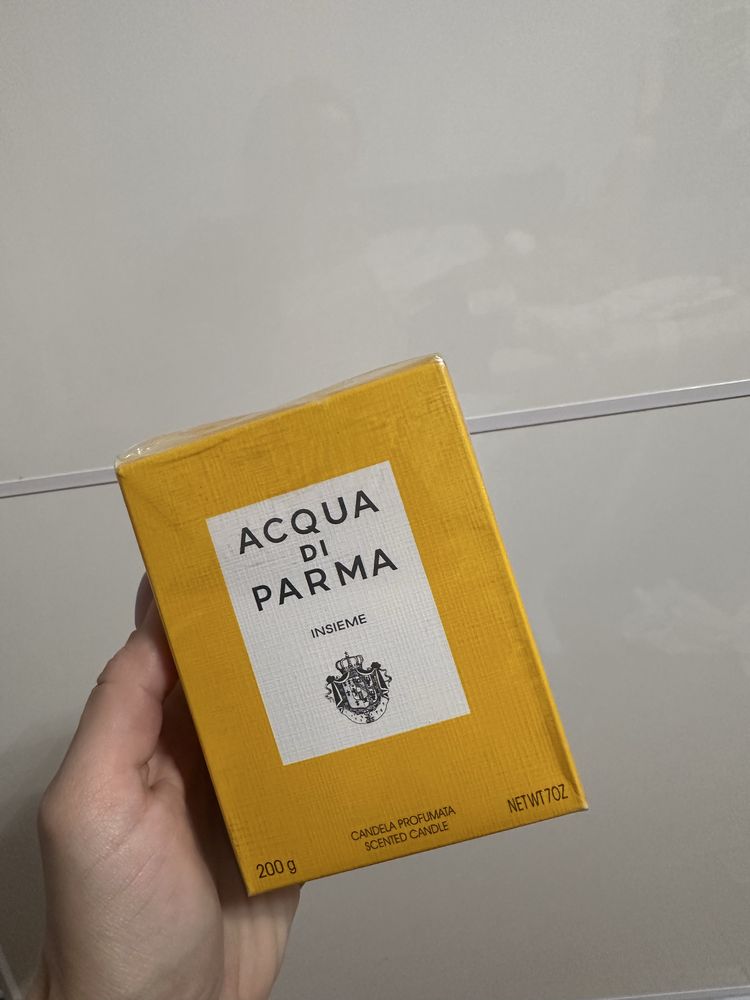 ACQUA
DI
PARMA
INSIEME
CANDELA PROFUMATA
SCENTED CANDLE
200 g
NET WT 7 OZ